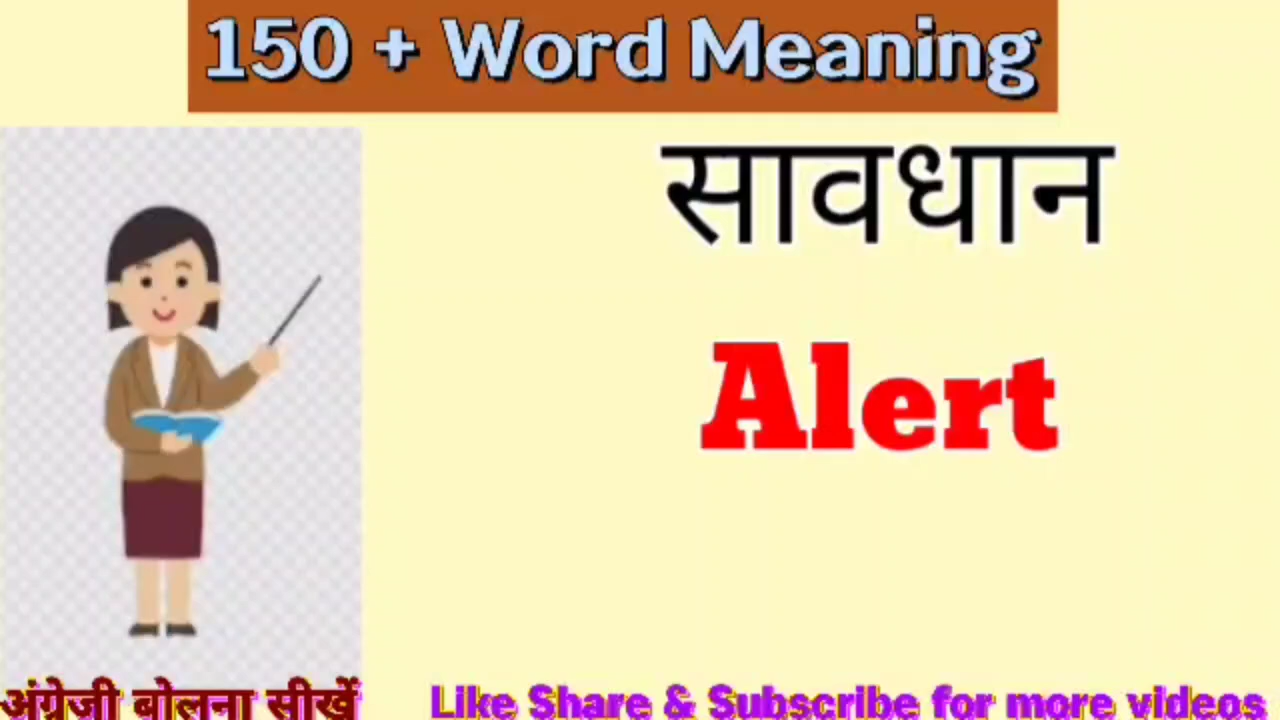 150 + Word Meaning
सावधान
Alert
अंग्रेजी बोलना सीखें
Like Share & Subscribe for more videos